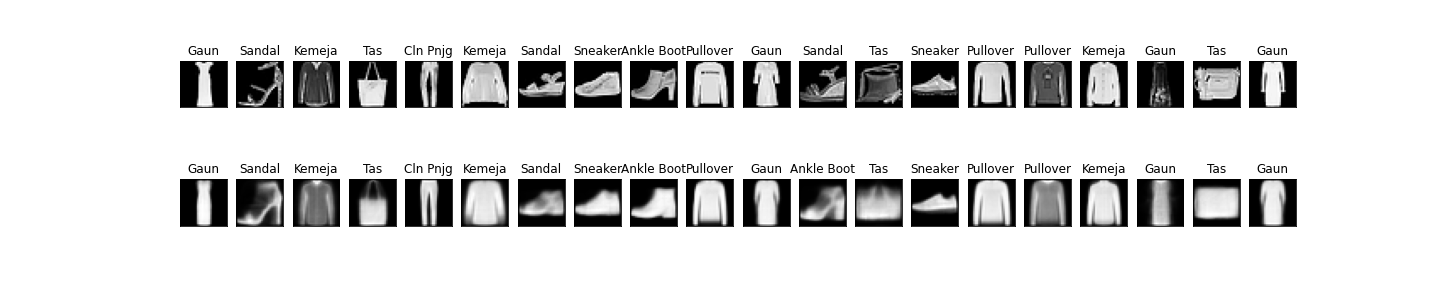 Gaun Sandal Kemeja Tas Cln Pnjg Kemeja Sandal Sneaker Ankle Boot Pullover Gaun Sandal Tas Sneaker Pullover Pullover Kemeja Gaun Tas Gaun
Gaun Sandal Kemeja Tas Cln Pnjg Kemeja Sandal Sneaker Ankle Boot Pullover Gaun Ankle Boot Tas Sneaker Pullover Pullover Kemeja Gaun Tas Gaun